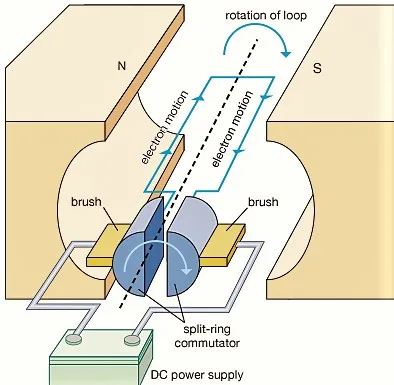 rotation of loop
N
S
electron motion
electron motion
brush
brush
split-ring
commutator
DC power supply